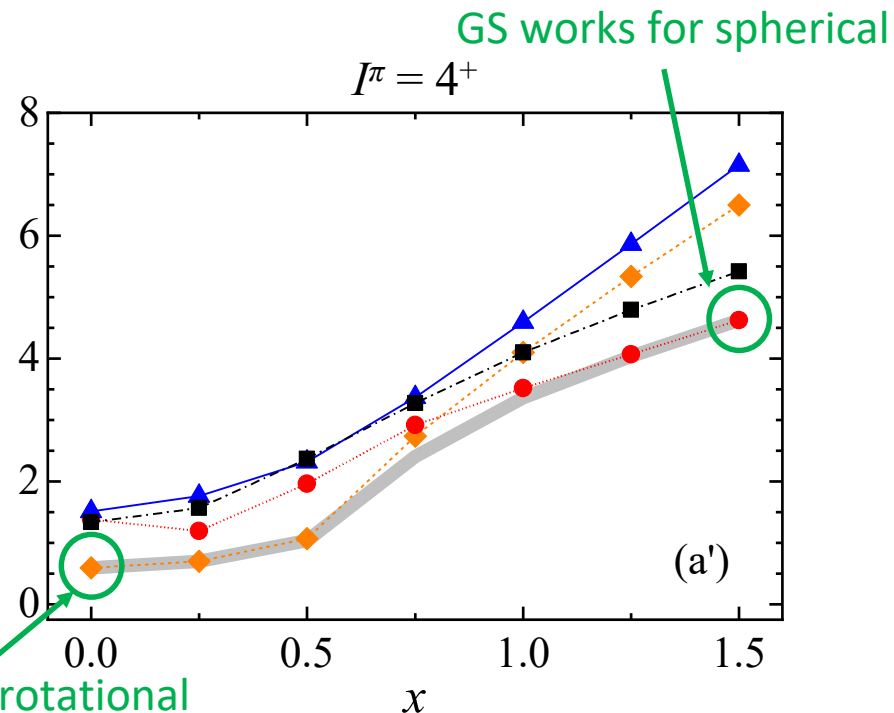 GS works for spherical
Iπ = 4+
8
6
4
2
0
(a')
0.0 0.5 1.0 1.5
rotational
x